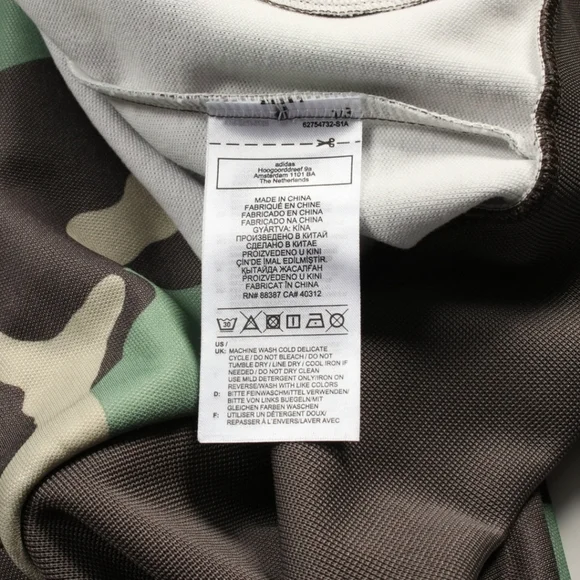 62754732-S1A
adidas
Hoogoorddreef 9a
Amsterdam 1101 BA
The Netherlands
MADE IN CHINA
FABRIQUÉ EN CHINE
FABRICADO EN CHINA
FABRICADO NA CHINA
GYÁRTVA: KÍNA
ПРОИЗВЕДЕНО В КИТАЙ
СДЕЛАНО В КИТАЕ
PROIZVEDENO U KINI
ÇİN'DE İMAL EDİLMİŞTİR.
ҚЫТАЙДА ЖАСАЛҒАН
PROIZVEDENO U KINI
FABRICAT ÎN CHINA
RN# 88387 CA# 40312
30
US /
UK: MACHINE WASH COLD DELICATE
CYCLE / DO NOT BLEACH / DO NOT
TUMBLE DRY / LINE DRY / COOL IRON IF
NEEDED / DO NOT DRY CLEAN
USE MILD DETERGENT ONLY/IRON ON
REVERSE/WASH WITH LIKE COLORS
D: BITTE FEINWASCHMITTEL VERWENDEN/
BITTE VON LINKS BUEGELN/MIT
GLEICHEN FARBEN WASCHEN
F: UTILISER UN DÉTERGENT DOUX/
REPASSER À L'ENVERS/LAVER AVEC